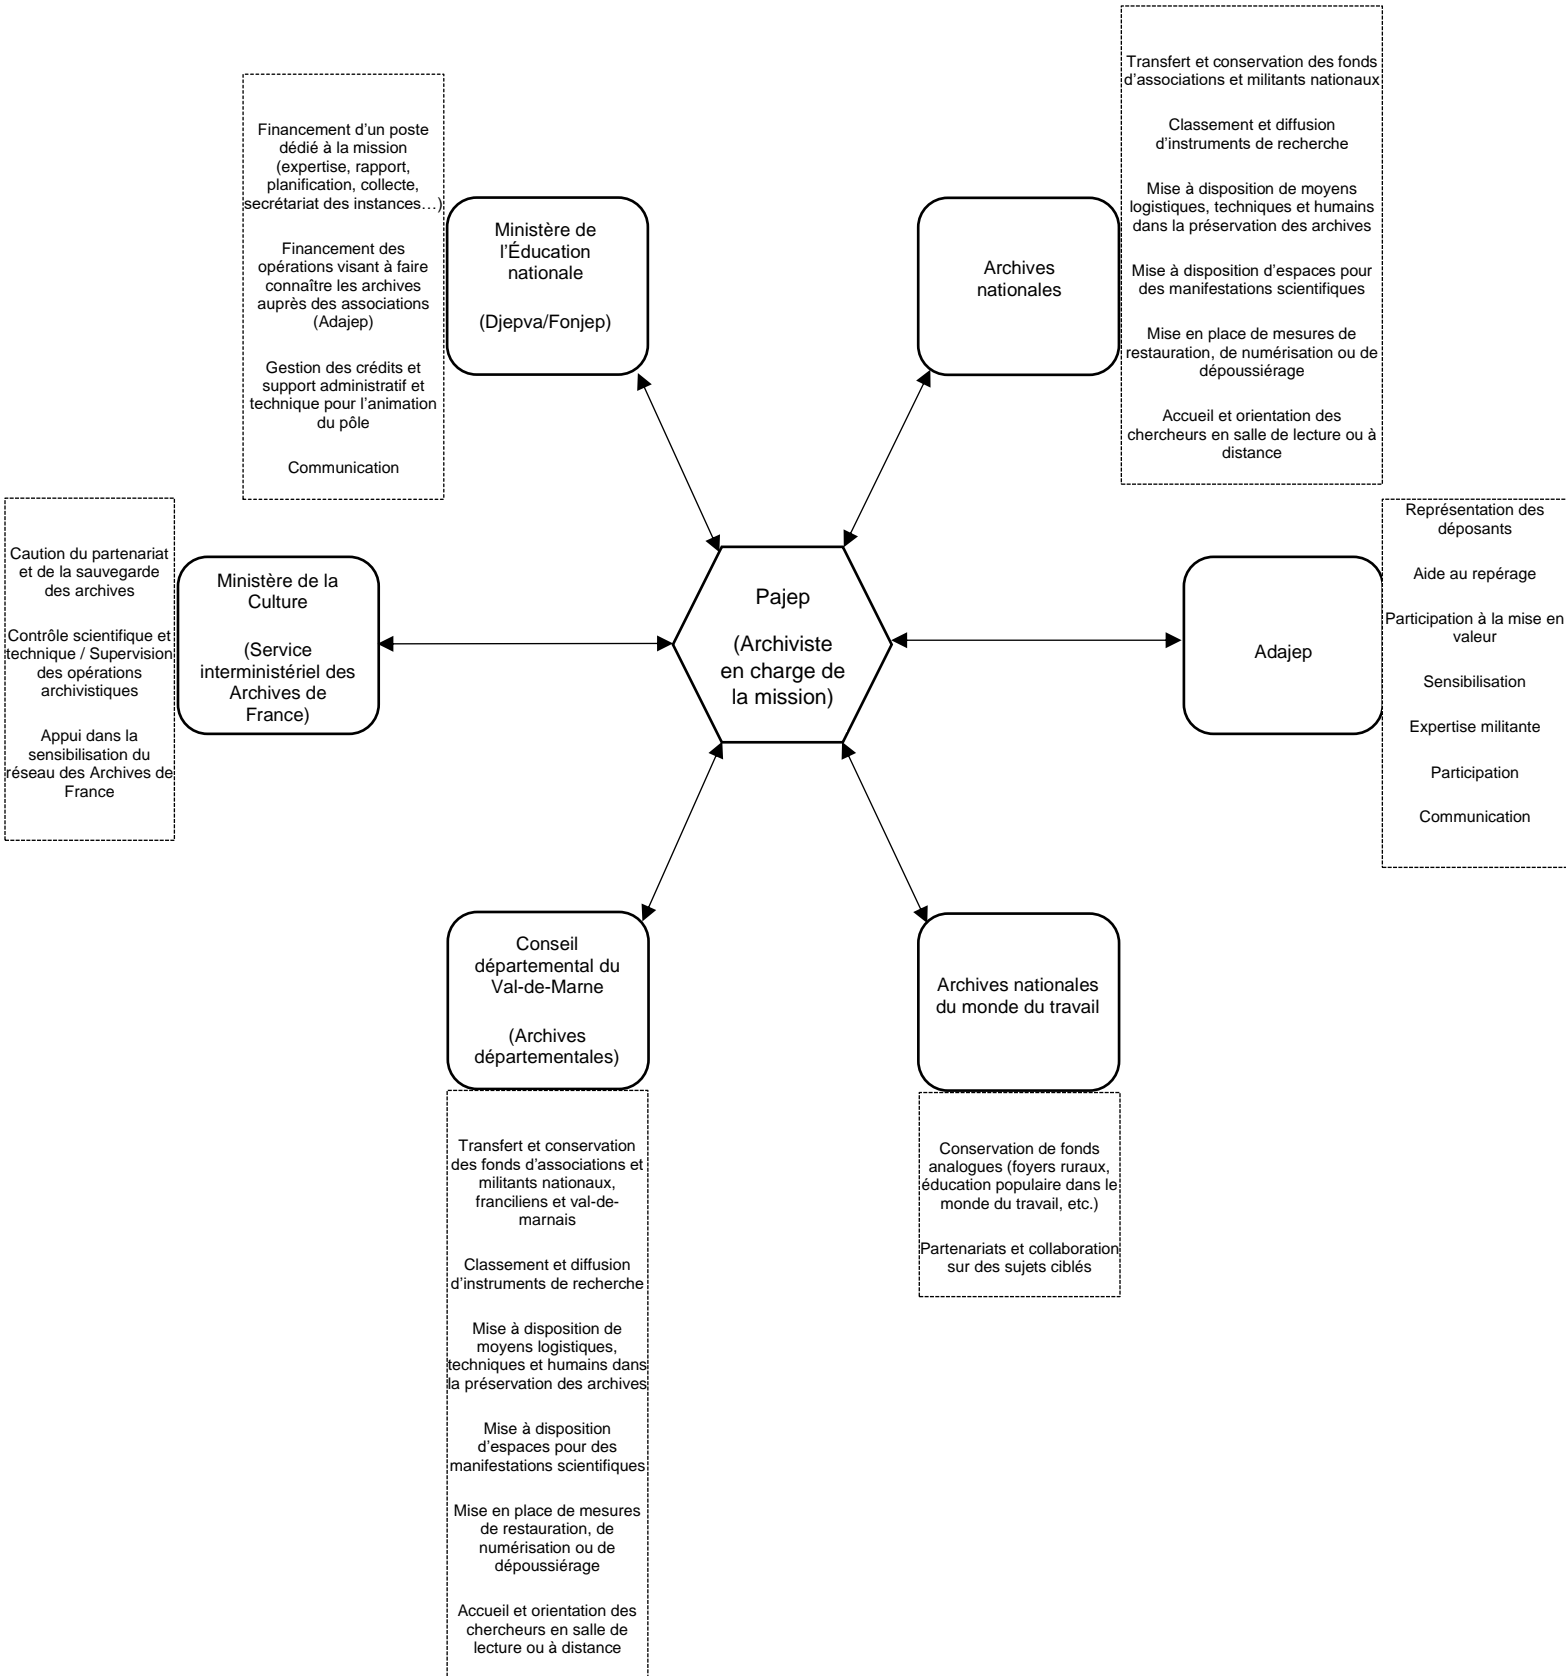 Transfert et conservation des fonds
d'associations et militants nationaux
Classement et diffusion
d'instruments de recherche
Mise à disposition de moyens
logistiques, techniques et humains
dans la préservation des archives
Mise à disposition d'espaces pour
des manifestations scientifiques
Mise en place de mesures de
restauration, de numérisation ou de
dépoussiérage
Accueil et orientation des
chercheurs en salle de lecture ou à
distance
Financement d'un poste
dédié à la mission
(expertise, rapport,
planification, collecte,
secrétariat des instances…)
Financement des
opérations visant à faire
connaître les archives
auprès des associations
(Adajep)
Gestion des crédits et
support administratif et
technique pour l'animation
du pôle
Communication
Ministère de
l'Éducation
nationale
(Djepva/Fonjep)
Archives
nationales
Caution du partenariat
et de la sauvegarde
des archives
Contrôle scientifique et
technique / Supervision
des opérations
archivistiques
Appui dans la
sensibilisation du
réseau des Archives de
France
Ministère de la
Culture
(Service
interministériel des
Archives de
France)
Pajep
(Archiviste
en charge de
la mission)
Adajep
Représentation des
déposants
Aide au repérage
Participation à la mise en
valeur
Sensibilisation
Expertise militante
Participation
Communication
Conseil
départemental du
Val-de-Marne
(Archives
départementales)
Archives nationales
du monde du travail
Transfert et conservation
des fonds d'associations et
militants nationaux,
franciliens et val-de-
marnais
Classement et diffusion
d'instruments de recherche
Mise à disposition de
moyens logistiques,
techniques et humains dans
la préservation des archives
Mise à disposition
d'espaces pour des
manifestations scientifiques
Mise en place de mesures
de restauration, de
numérisation ou de
dépoussiérage
Accueil et orientation des
chercheurs en salle de
lecture ou à distance
Conservation de fonds
analogues (foyers ruraux,
éducation populaire dans le
monde du travail, etc.)
Partenariats et collaboration
sur des sujets ciblés